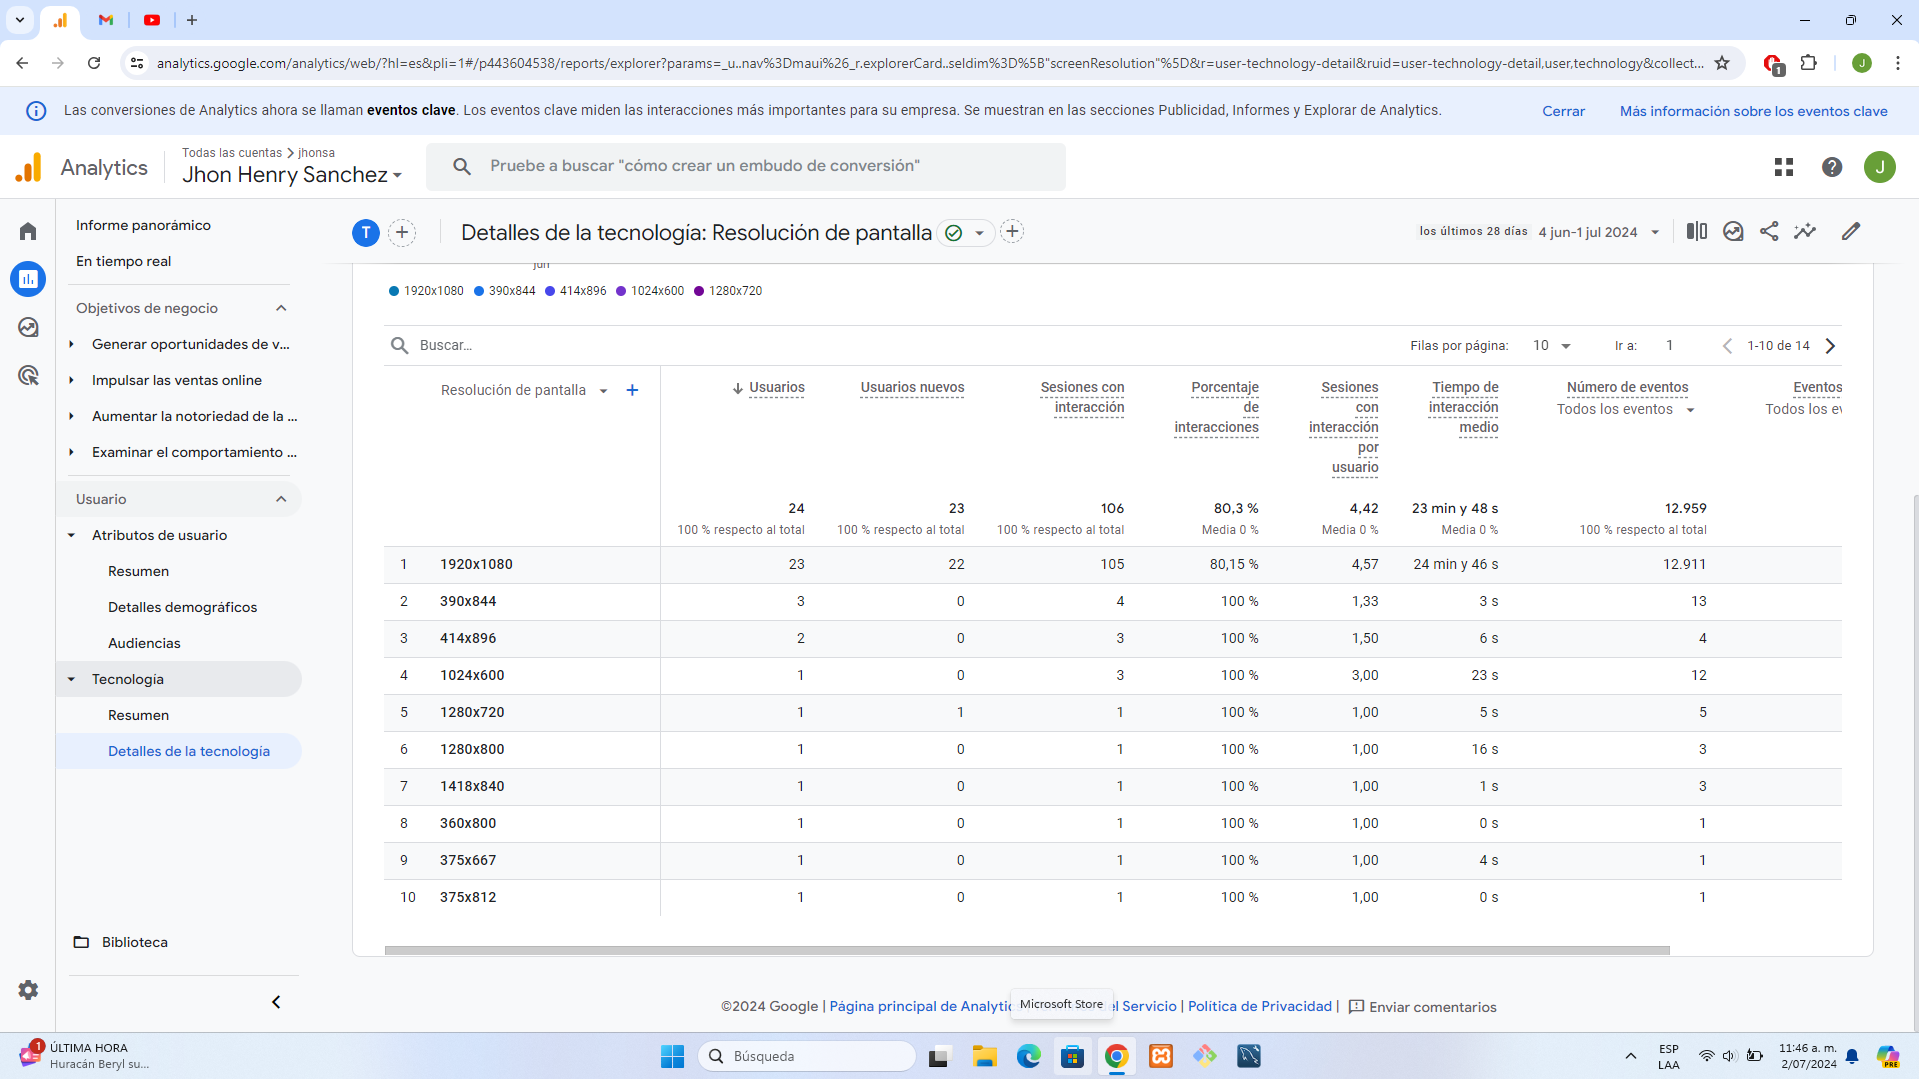 analytics.google.com/analytics/web/?hl=es&pli=1#/p443604538/reports/explorer?params=_u..nav%3Dmaui%26_r.explorerCard..seldim%3D%5B"screenResolution"%5D&r=user-technology-detail&ruid=user-technology-detail,user,technology&collect...
1
J
Las conversiones de Analytics ahora se llaman eventos clave. Los eventos clave miden las interacciones más importantes para su empresa. Se muestran en las secciones Publicidad, Informes y Explorar de Analytics.
Cerrar
Más información sobre los eventos clave
Analytics
Todas las cuentas > jhonsa
Jhon Henry Sanchez
Pruebe a buscar "cómo crear un embudo de conversión"
J
Informe panorámico
En tiempo real
Objetivos de negocio
Generar oportunidades de v...
Impulsar las ventas online
Aumentar la notoriedad de la ...
Examinar el comportamiento ...
Usuario
Atributos de usuario
Resumen
Detalles demográficos
Audiencias
Tecnología
Resumen
Detalles de la tecnología
Biblioteca
T
Detalles de la tecnología: Resolución de pantalla
los últimos 28 días 4 jun-1 jul 2024
jun
1920x1080 390x844 414x896 1024x600 1280x720
Buscar...
Filas por página: 10 Ir a: 1 1-10 de 14
Resolución de pantalla
Usuarios
Usuarios nuevos
Sesiones con
interacción
Porcentaje
de
interacciones
Sesiones
con
interacción
por
usuario
Tiempo de
interacción
medio
Número de eventos
Todos los eventos
Eventos
Todos los ev
24 23 106 80,3 % 4,42 23 min y 48 s 12.959
100 % respecto al total 100 % respecto al total 100 % respecto al total Media 0 % Media 0 % Media 0 % 100 % respecto al total
1 1920x1080 23 22 105 80,15 % 4,57 24 min y 46 s 12.911
2 390x844 3 0 4 100 % 1,33 3 s 13
3 414x896 2 0 3 100 % 1,50 6 s 4
4 1024x600 1 0 3 100 % 3,00 23 s 12
5 1280x720 1 1 1 100 % 1,00 5 s 5
6 1280x800 1 0 1 100 % 1,00 16 s 3
7 1418x840 1 0 1 100 % 1,00 1 s 3
8 360x800 1 0 1 100 % 1,00 0 s 1
9 375x667 1 0 1 100 % 1,00 4 s 1
10 375x812 1 0 1 100 % 1,00 0 s 1
©2024 Google | Página principal de Analytic el Servicio | Política de Privacidad | Enviar comentarios
Microsoft Store
1
ÚLTIMA HORA
Huracán Beryl su...
Búsqueda
ESP
LAA
11:46 a. m.
2/07/2024
PRE